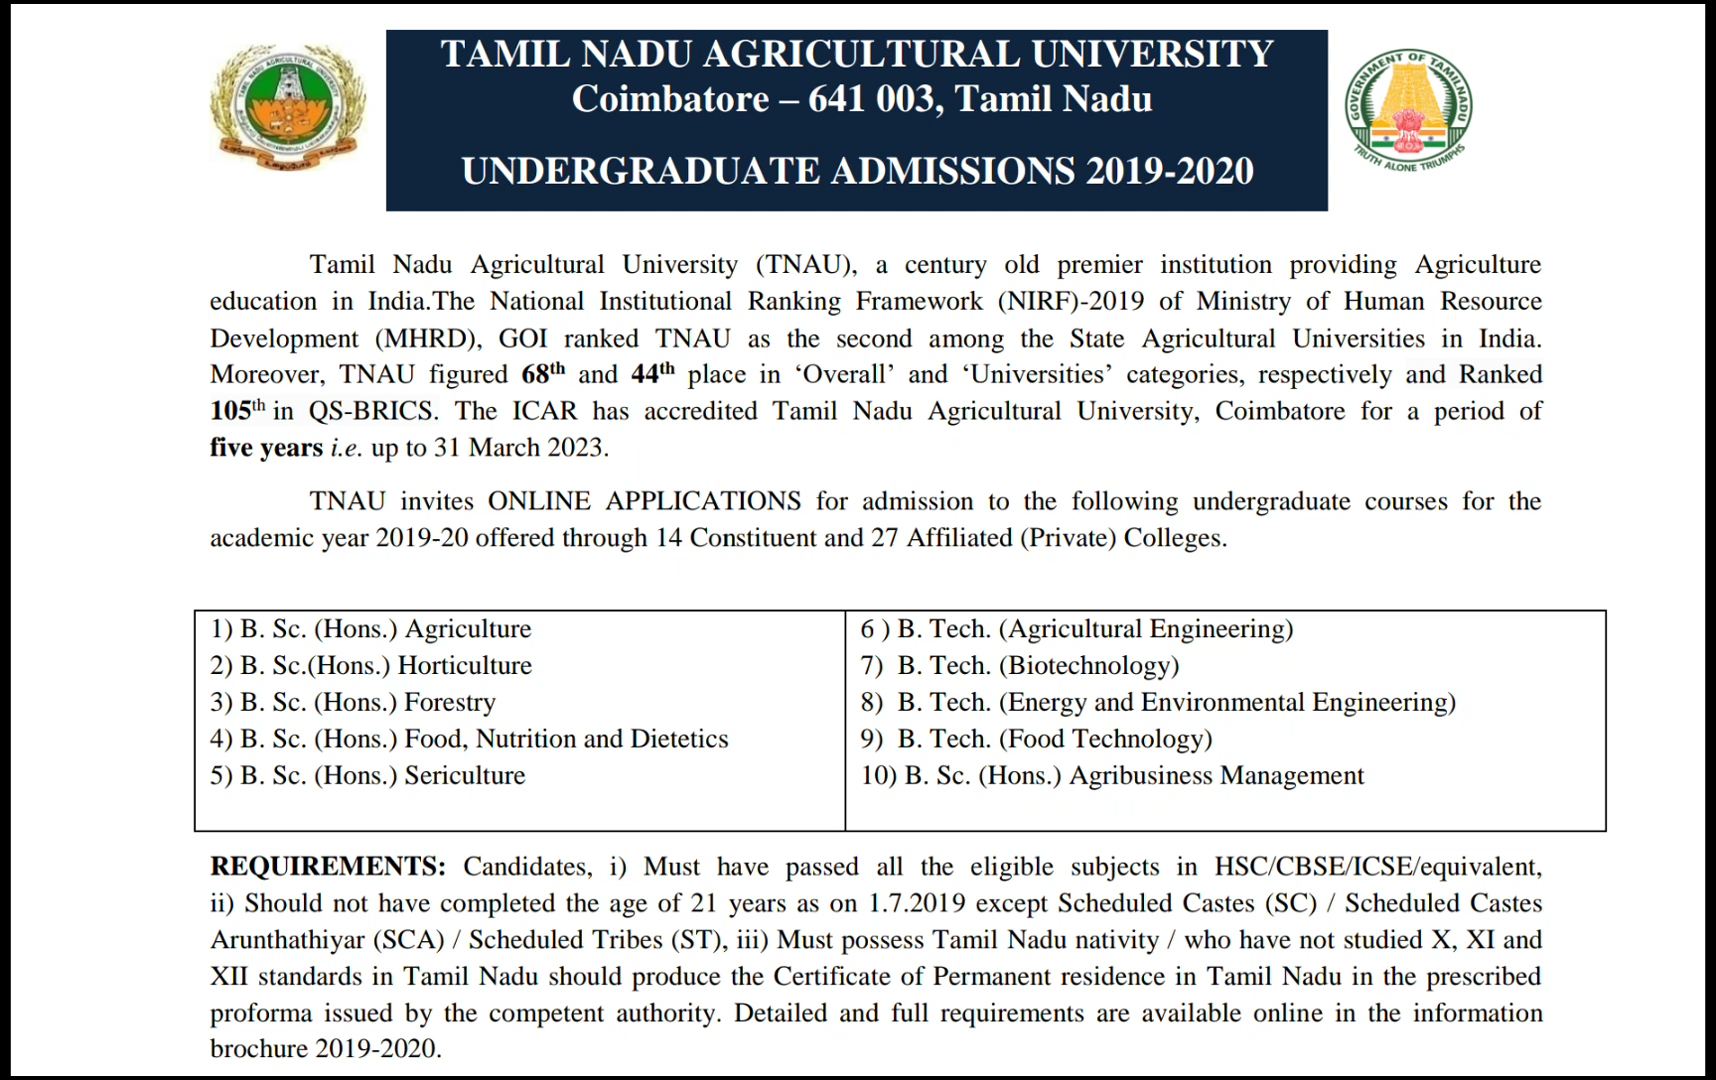 TAMIL NADU AGRICULTURAL UNIVERSITY
Coimbatore – 641 003, Tamil Nadu
UNDERGRADUATE ADMISSIONS 2019-2020
TAMIL NADU AGRICULTURAL UNIVERSITY
GOVERNMENT OF TAMILNADU
TRUTH ALONE TRIUMPHS
Tamil Nadu Agricultural University (TNAU), a century old premier institution providing Agriculture
education in India.The National Institutional Ranking Framework (NIRF)-2019 of Ministry of Human Resource
Development (MHRD), GOI ranked TNAU as the second among the State Agricultural Universities in India.
Moreover, TNAU figured 68th and 44th place in ‘Overall’ and ‘Universities’ categories, respectively and Ranked
105th in QS-BRICS. The ICAR has accredited Tamil Nadu Agricultural University, Coimbatore for a period of
five years i.e. up to 31 March 2023.
TNAU invites ONLINE APPLICATIONS for admission to the following undergraduate courses for the
academic year 2019-20 offered through 14 Constituent and 27 Affiliated (Private) Colleges.
1) B. Sc. (Hons.) Agriculture
2) B. Sc.(Hons.) Horticulture
3) B. Sc. (Hons.) Forestry
4) B. Sc. (Hons.) Food, Nutrition and Dietetics
5) B. Sc. (Hons.) Sericulture
6 ) B. Tech. (Agricultural Engineering)
7) B. Tech. (Biotechnology)
8) B. Tech. (Energy and Environmental Engineering)
9) B. Tech. (Food Technology)
10) B. Sc. (Hons.) Agribusiness Management
REQUIREMENTS: Candidates, i) Must have passed all the eligible subjects in HSC/CBSE/ICSE/equivalent,
ii) Should not have completed the age of 21 years as on 1.7.2019 except Scheduled Castes (SC) / Scheduled Castes
Arunthathiyar (SCA) / Scheduled Tribes (ST), iii) Must possess Tamil Nadu nativity / who have not studied X, XI and
XII standards in Tamil Nadu should produce the Certificate of Permanent residence in Tamil Nadu in the prescribed
proforma issued by the competent authority. Detailed and full requirements are available online in the information
brochure 2019-2020.